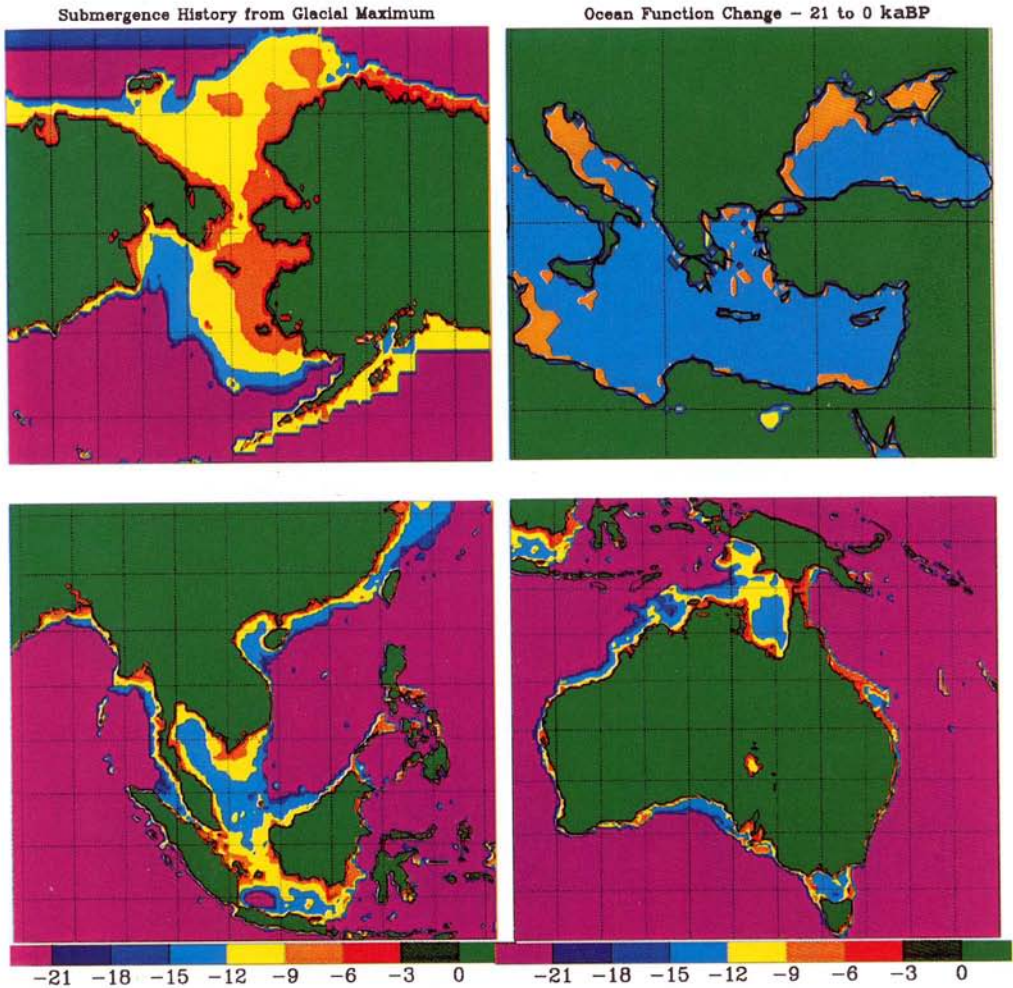 Submergence History from Glacial Maximum
Ocean Function Change – 21 to 0 kaBP
−21 −18 −15 −12 −9 −6 −3 0
−21 −18 −15 −12 −9 −6 −3 0